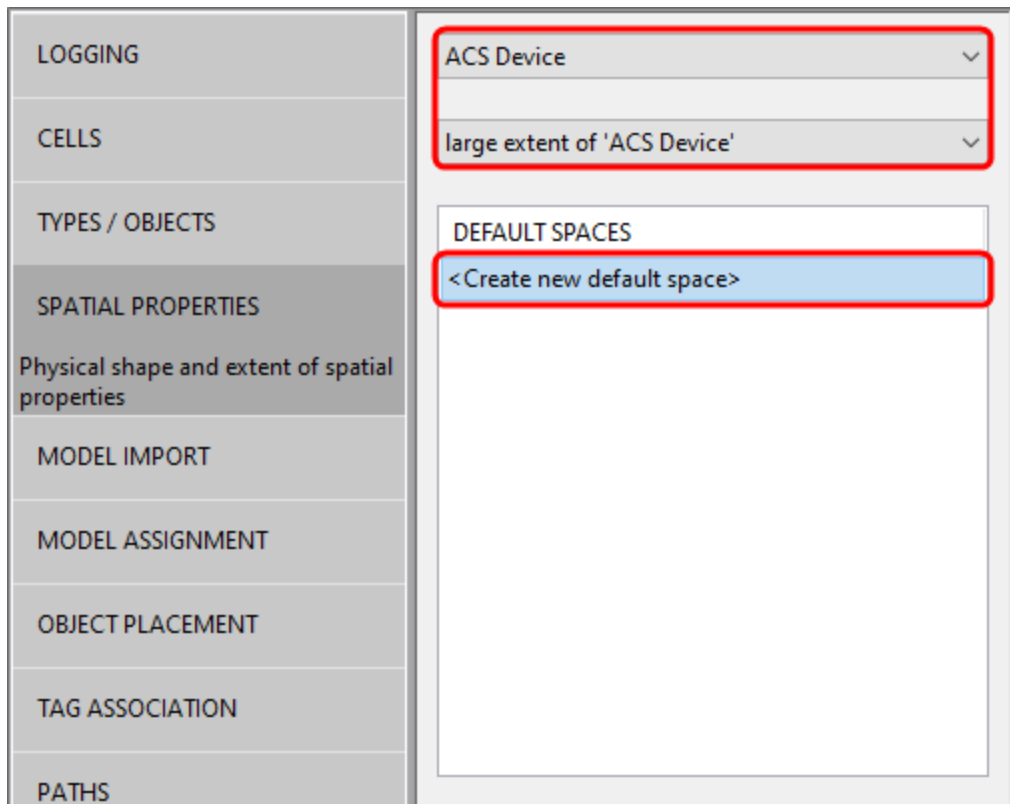 LOGGING
CELLS
TYPES / OBJECTS
SPATIAL PROPERTIES
Physical shape and extent of spatial
properties
MODEL IMPORT
MODEL ASSIGNMENT
OBJECT PLACEMENT
TAG ASSOCIATION
PATHS
ACS Device
large extent of 'ACS Device'
DEFAULT SPACES
<Create new default space>